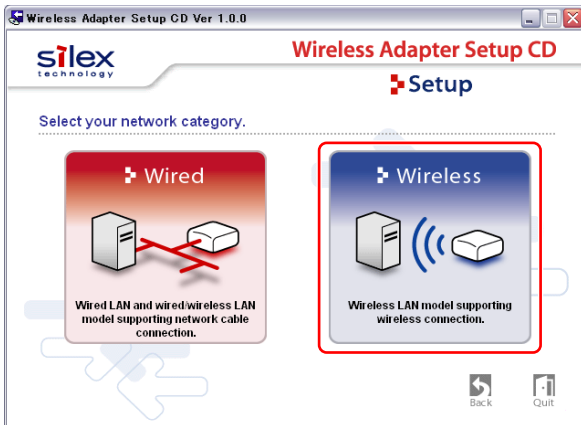 Wireless Adapter Setup CD Ver 1.0.0
silex
technology
Wireless Adapter Setup CD
Setup
Select your network category.
Wired
Wired LAN and wired/wireless LAN
model supporting network cable
connection.
Wireless
Wireless LAN model supporting
wireless connection.
Back
Quit